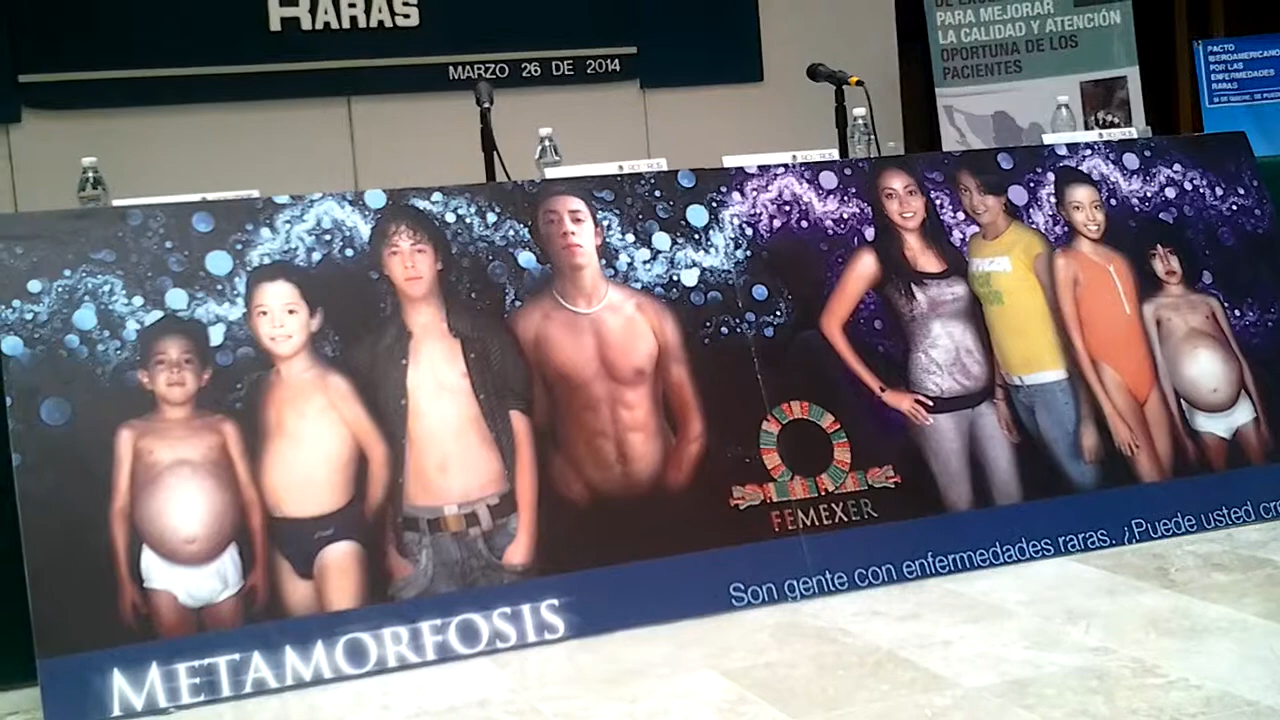 RARAS
MARZO 26 DE 2014
PARA MEJORAR
LA CALIDAD Y ATENCIÓN
OPORTUNA DE LOS
PACIENTES
PACTO
IBEROAMERICANO
POR LAS
ENFERMEDADES
RARAS
ROSTROS
FEMEXER
METAMORFOSIS
Son gente con enfermedades raras. ¿Puede usted